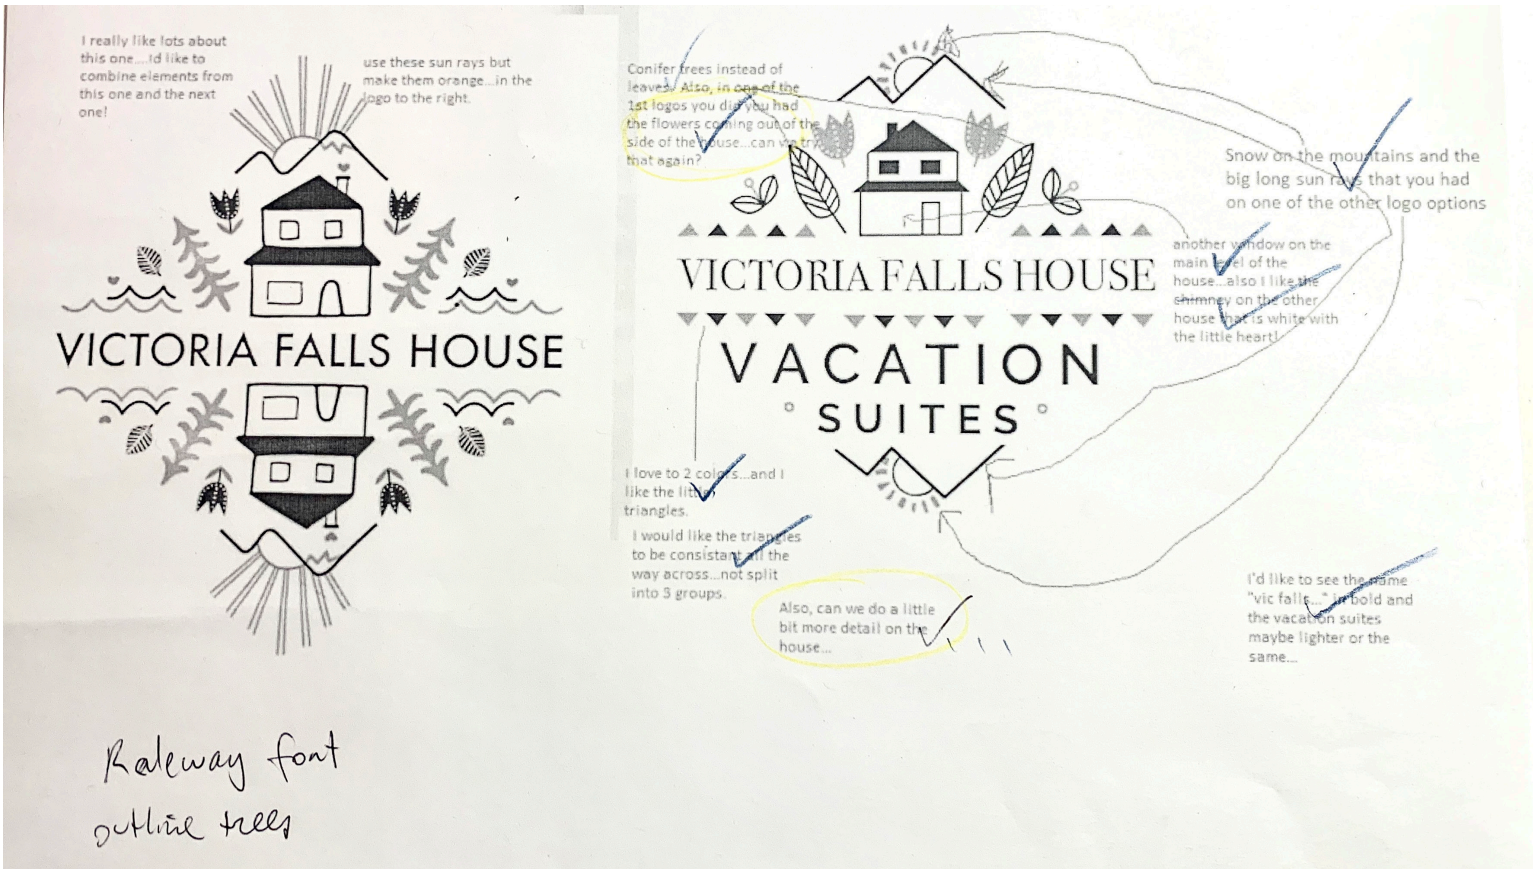 I really like lots about
this one....Id like to
combine elements from
this one and the next
one!
use these sun rays but
make them orange...in the
logo to the right.
VICTORIA FALLS HOUSE
Conifer trees instead of
leaves. Also, in one of the
1st logos you did you had
the flowers coming out of the
side of the house...can we try
that again?
Snow on the mountains and the
big long sun rays that you had
on one of the other logo options
another window on the
main level of the
house...also I like the
chimney on the other
house that is white with
the little heart!
VICTORIA FALLS HOUSE
VACATION
SUITES
I love to 2 colors...and I
like the little
triangles.
I would like the triangles
to be consistant all the
way across...not split
into 3 groups.
Also, can we do a little
bit more detail on the
house...
I'd like to see the name
"vic falls..." in bold and
the vacation suites
maybe lighter or the
same...
Raleway font
outline trees